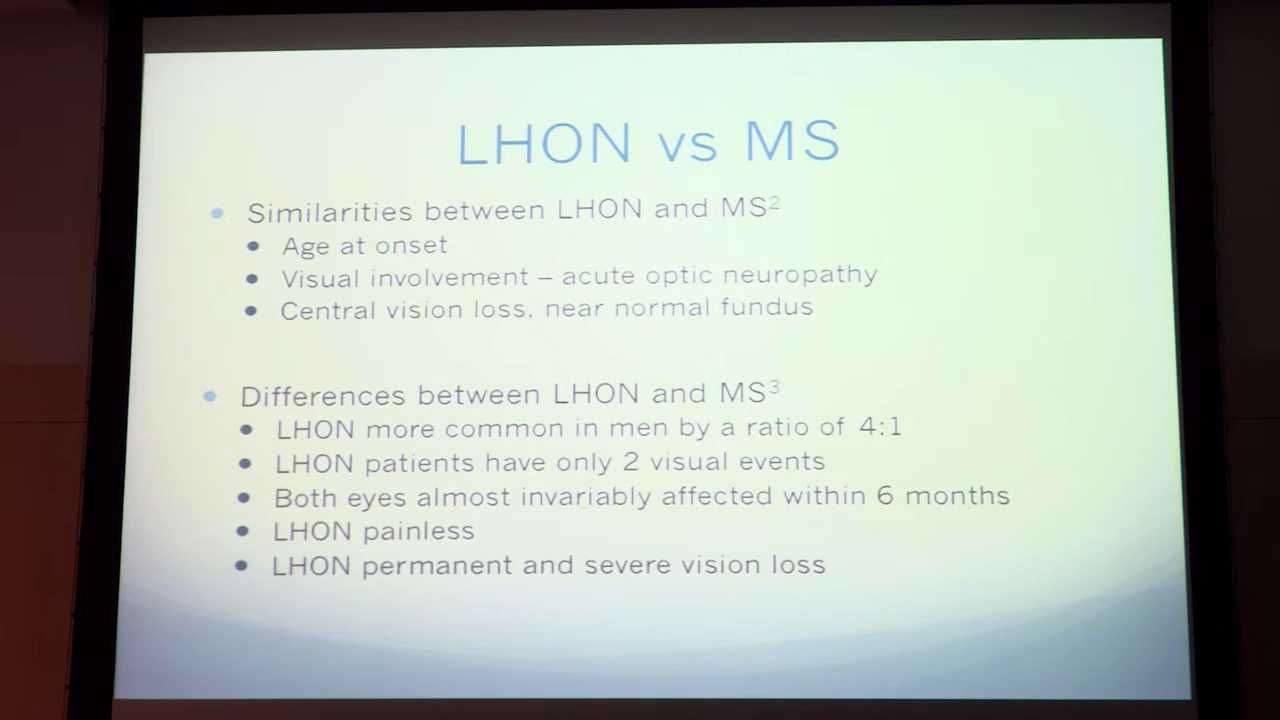 LHON vs MS
Similarities between LHON and MS²
Age at onset
Visual involvement – acute optic neuropathy
Central vision loss, near normal fundus
Differences between LHON and MS³
LHON more common in men by a ratio of 4:1
LHON patients have only 2 visual events
Both eyes almost invariably affected within 6 months
LHON painless
LHON permanent and severe vision loss